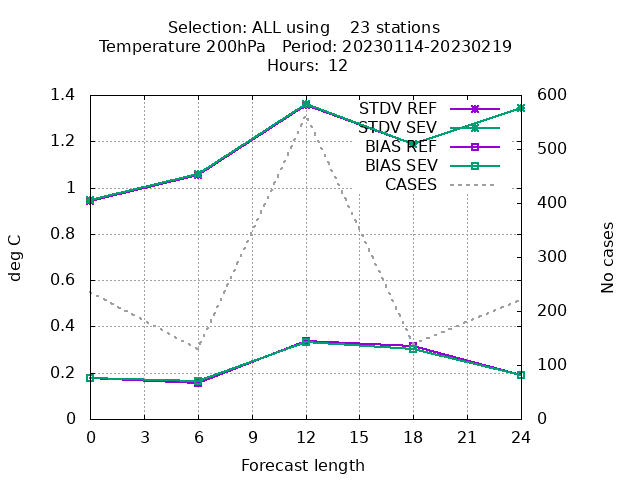 Selection: ALL using    23 stations
Temperature 200hPa   Period: 20230114-20230219
Hours: 12
1.4
1.2
1
0.8
0.6
0.4
0.2
0
deg C
STDV REF
STDV SEV
BIAS REF
BIAS SEV
CASES
600
500
400
300
200
100
0
No cases
0 3 6 9 12 15 18 21 24
Forecast length